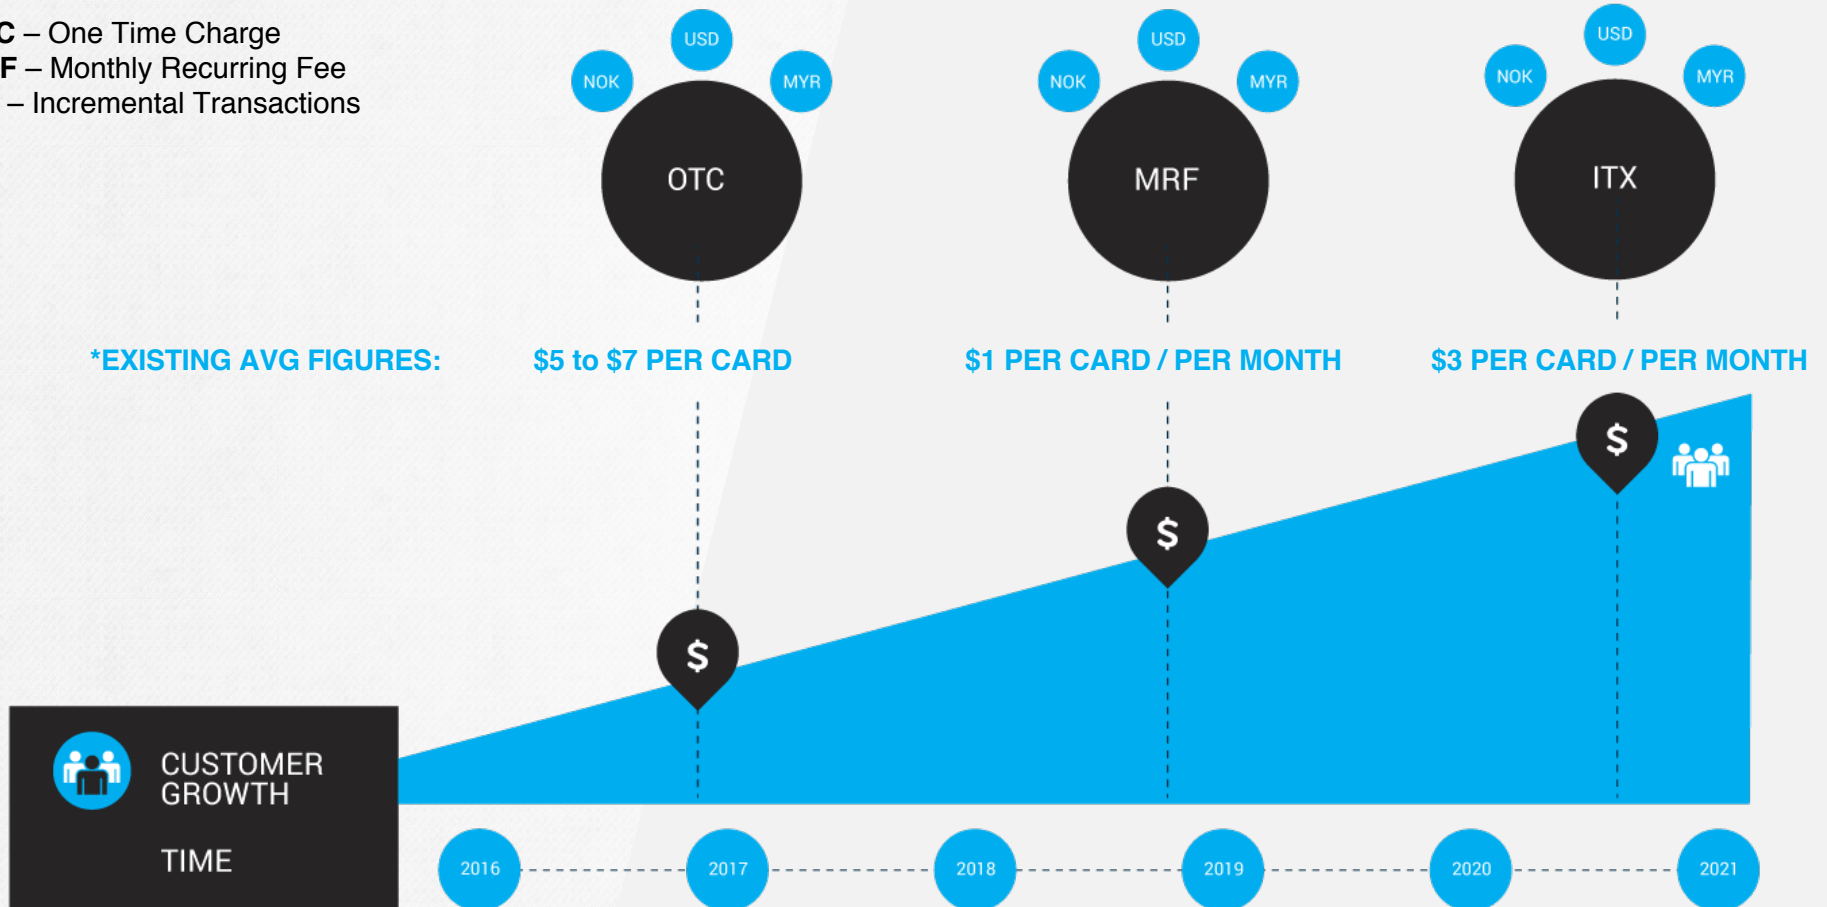 C – One Time Charge
F – Monthly Recurring Fee
– Incremental Transactions
USD
NOK
MYR
OTC
USD
NOK
MYR
MRF
USD
NOK
MYR
ITX
*EXISTING AVG FIGURES:
$5 to $7 PER CARD
$1 PER CARD / PER MONTH
$3 PER CARD / PER MONTH
$
$
$
CUSTOMER
GROWTH
TIME
2016
2017
2018
2019
2020
2021